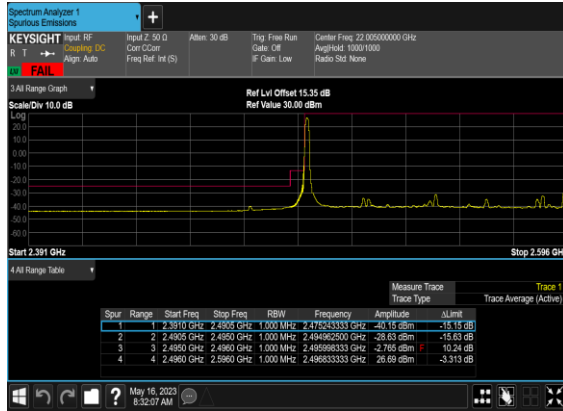 Spectrum Analyzer 1
Spurious Emissions
+
KEYSIGHT Input: RF Input Z: 50 Ω Atten: 30 dB Trig: Free Run Center Freq: 22.005000000 GHz
R T Coupling: DC Corr CCorr Gate: Off Avg|Hold: 1000/1000
Align: Auto Freq Ref: Int (S) IF Gain: Low Radio Std: None
FAIL
3 All Range Graph
Ref Lvl Offset 15.35 dB
Scale/Div 10.0 dB Ref Value 30.00 dBm
Log
20.0
10.0
0.00
-10.0
-20.0
-30.0
-40.0
-50.0
-60.0
Start 2.391 GHz Stop 2.596 GH
4 All Range Table
Measure Trace Trace 1
Trace Type Trace Average (Active)
Spur Range Start Freq Stop Freq RBW Frequency Amplitude ΔLimit
1 1 2.3910 GHz 2.4905 GHz 1.000 MHz 2.475243333 GHz -40.15 dBm -15.15 dB
2 2 2.4905 GHz 2.4950 GHz 1.000 MHz 2.494962500 GHz -28.63 dBm -15.63 dB
3 3 2.4950 GHz 2.4960 GHz 1.000 MHz 2.495998333 GHz -2.765 dBm F 10.24 dB
4 4 2.4960 GHz 2.5960 GHz 1.000 MHz 2.496833333 GHz 26.69 dBm -3.313 dB
?
May 16, 2023
8:32:07 AM